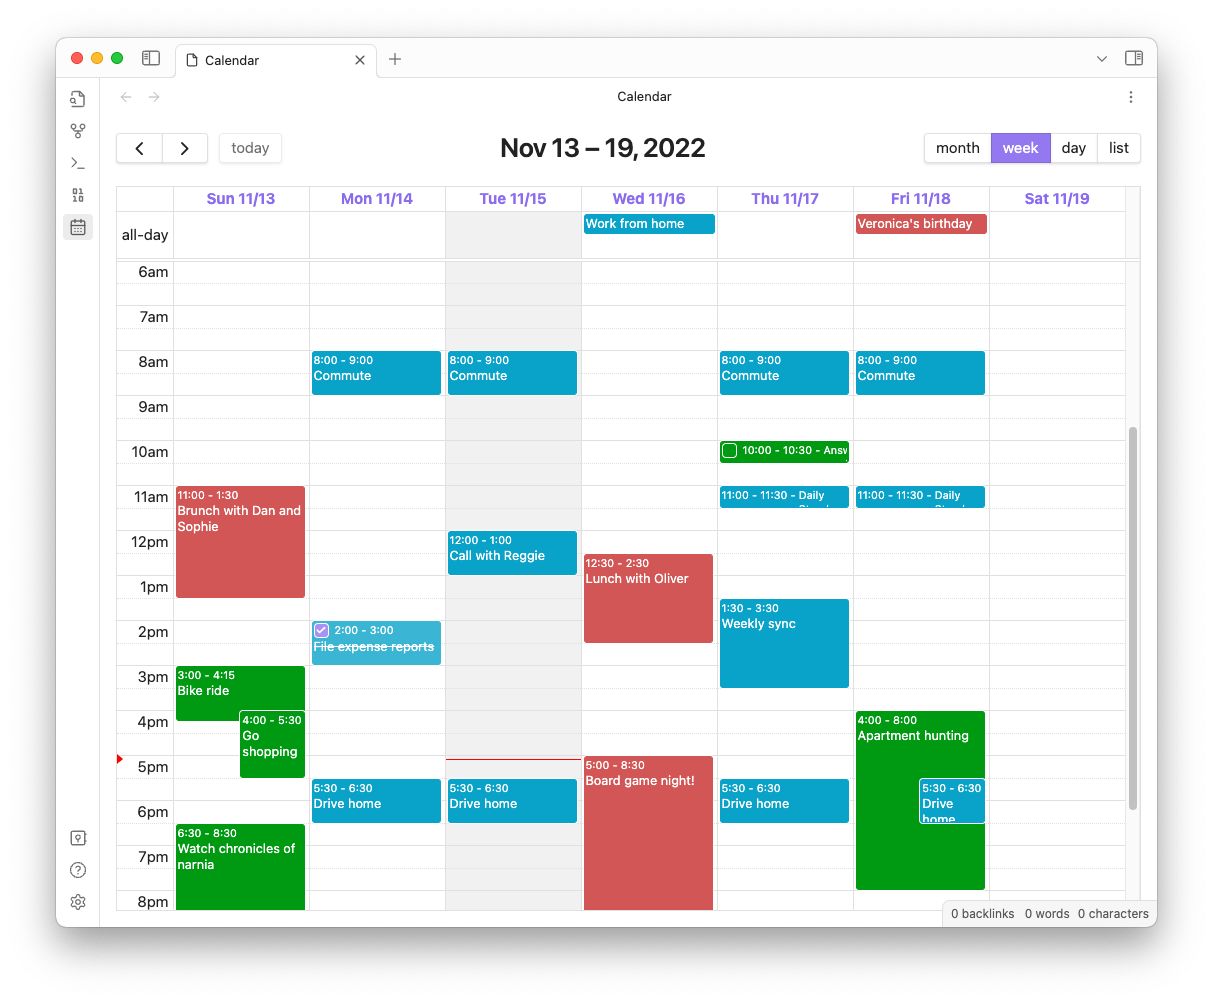 Calendar
Calendar
today
Nov 13 – 19, 2022
month week day list
Sun 11/13 Mon 11/14 Tue 11/15 Wed 11/16 Thu 11/17 Fri 11/18 Sat 11/19
all-day
Work from home
Veronica's birthday
6am
7am
8am
8:00 - 9:00
Commute
8:00 - 9:00
Commute
8:00 - 9:00
Commute
8:00 - 9:00
Commute
9am
10am
10:00 - 10:30 - Answ
11am
11:00 - 1:30
Brunch with Dan and
Sophie
11:00 - 11:30 - Daily
11:00 - 11:30 - Daily
12pm
12:00 - 1:00
Call with Reggie
12:30 - 2:30
Lunch with Oliver
1pm
1:30 - 3:30
Weekly sync
2pm
2:00 - 3:00
File expense reports
3pm
3:00 - 4:15
Bike ride
4pm
4:00 - 5:30
Go
shopping
4:00 - 8:00
Apartment hunting
5pm
5:00 - 8:30
Board game night!
5:30 - 6:30
Drive home
5:30 - 6:30
Drive home
5:30 - 6:30
Drive home
5:30 - 6:30
Drive
home
6pm
6:30 - 8:30
Watch chronicles of
narnia
7pm
8pm
0 backlinks 0 words 0 characters